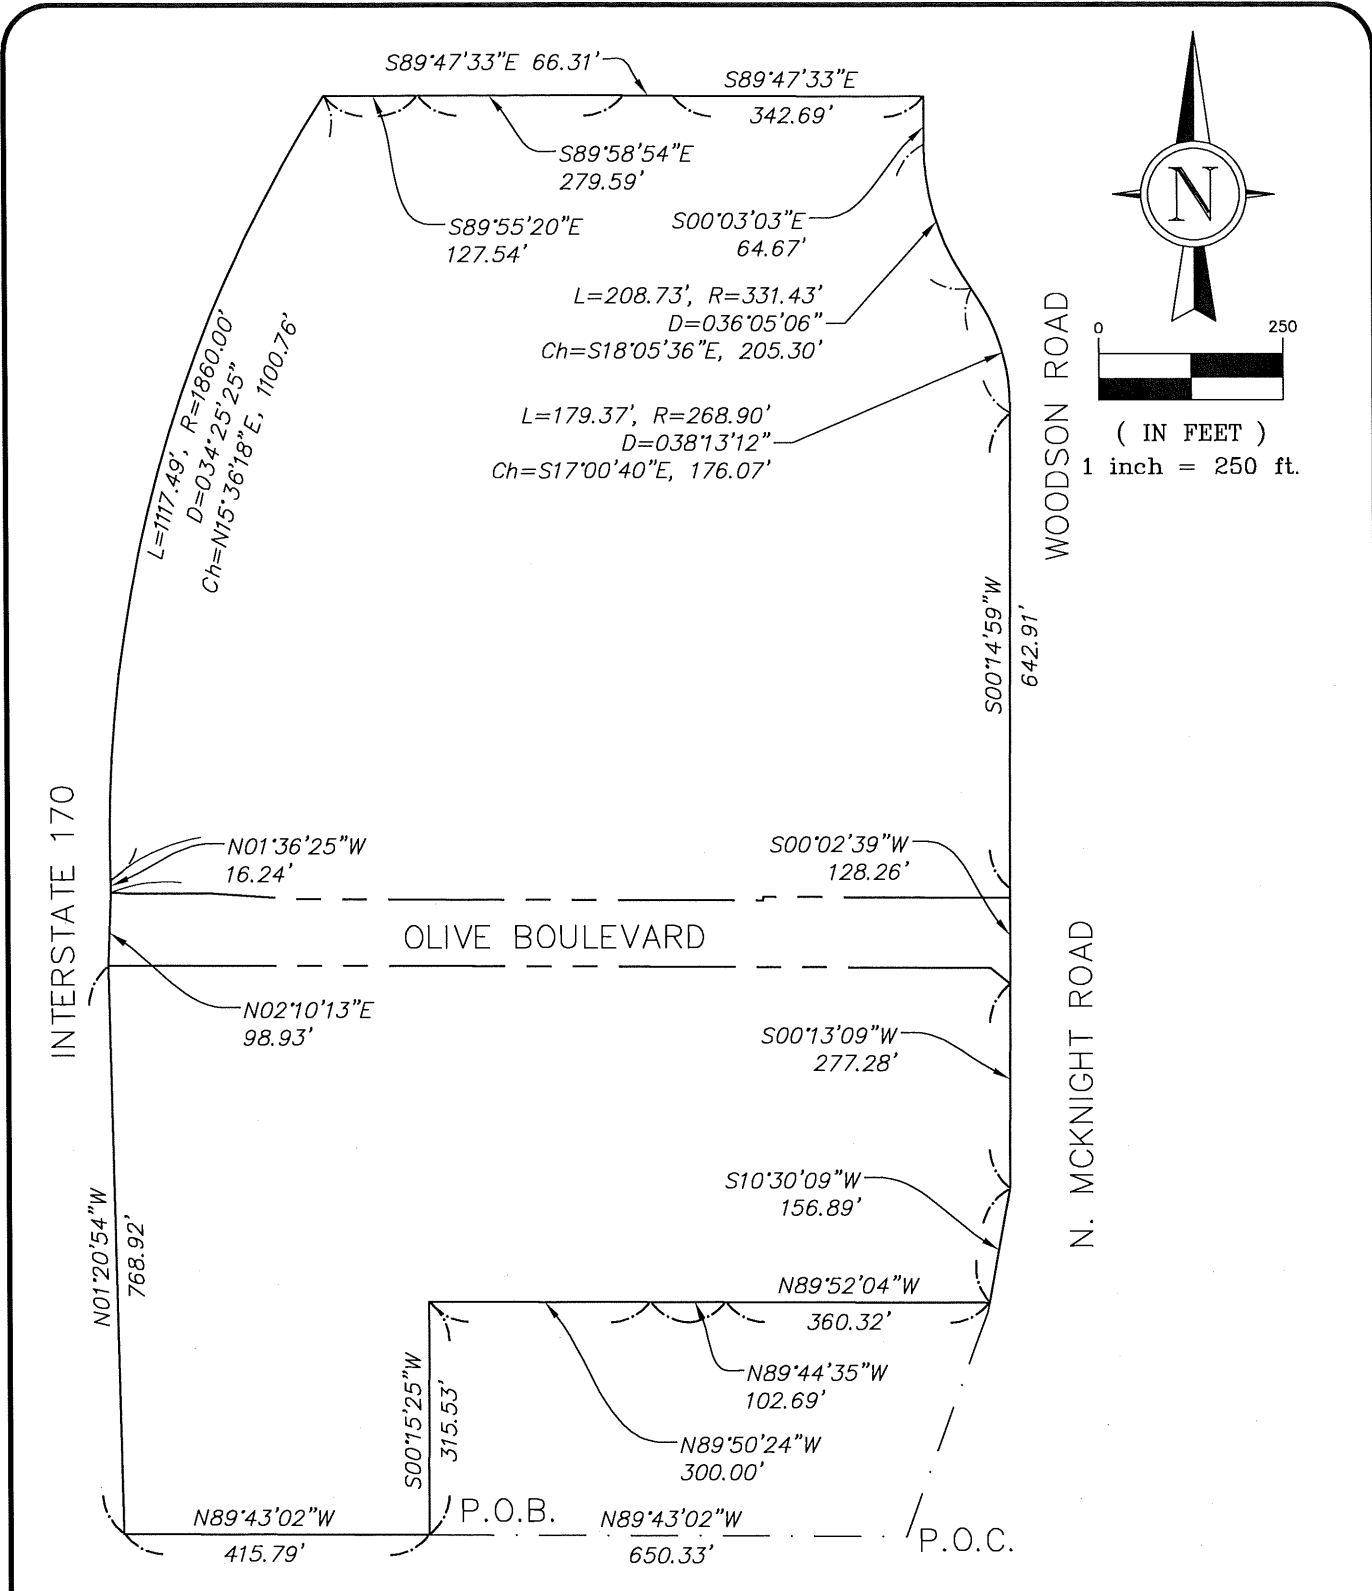 S89°47'33"E 66.31'
S89°47'33"E
342.69'
S89°58'54"E
279.59'
S89°55'20"E
127.54'
S00°03'03"E
64.67'
N
L=208.73', R=331.43'
D=036°05'06"
Ch=S18°05'36"E, 205.30'
L=179.37', R=268.90'
D=038°13'12"
Ch=S17°00'40"E, 176.07'
0 250
( IN FEET )
1 inch = 250 ft.
L=1117.49', R=1860.00'
D=034°25'25"
Ch=N15°36'18"E, 1100.76'
WOODSON ROAD
S00°14'59"W
642.91'
INTERSTATE 170
N01°36'25"W
16.24'
S00°02'39"W
128.26'
OLIVE BOULEVARD
N02°10'13"E
98.93'
S00°13'09"W
277.28'
N. MCKNIGHT ROAD
S10°30'09"W
156.89'
N01°20'54"W
768.92'
N89°52'04"W
360.32'
N89°44'35"W
102.69'
N89°50'24"W
300.00'
S00°15'25"W
315.53'
P.O.B.
N89°43'02"W
415.79'
N89°43'02"W
650.33'
P.O.C.